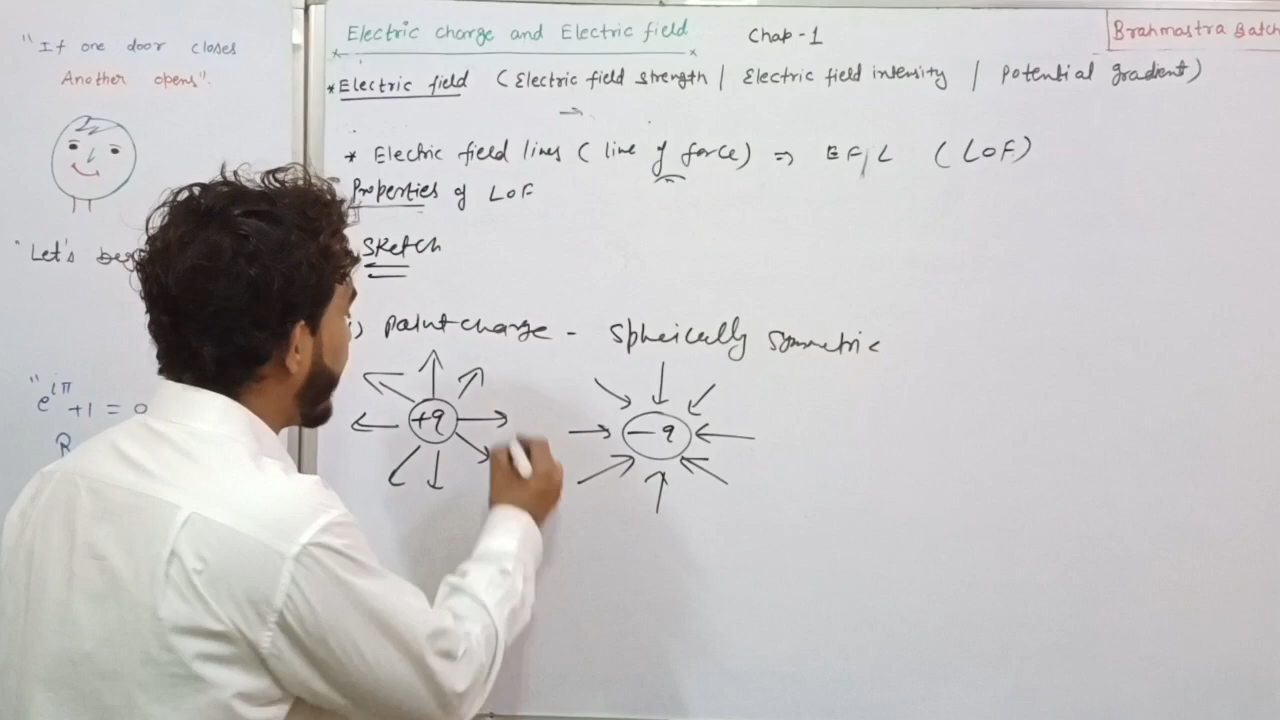 "If one door closes
Another opens".
"Let's
"e^iπ +1 = 0
Electric charge and Electric field Chap-1
Brahmastra Batch
*Electric field (Electric field strength | Electric field intensity | Potential gradient)
* Electric field lines (line of force) ⇒ EF/L (LOF)
Properties of LOF
Sketch
) Point charge - Spherically symmetric
+q
-q